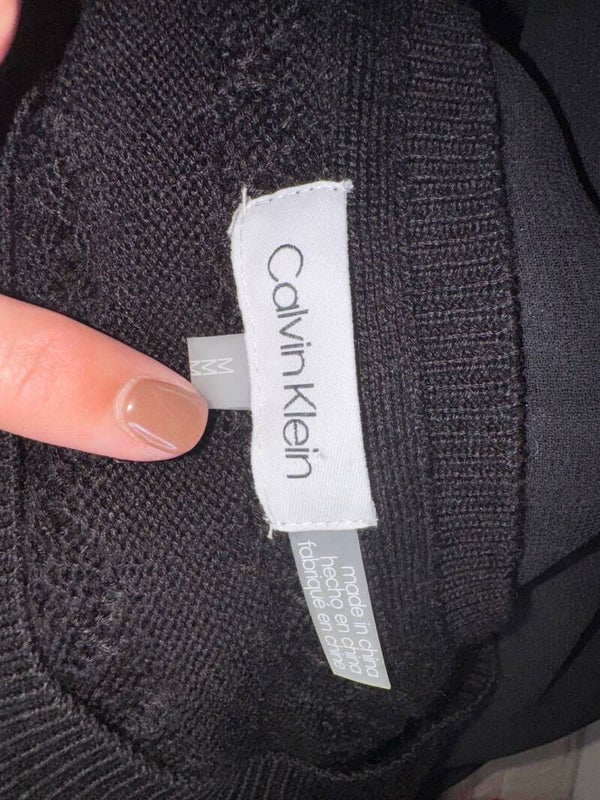 Calvin Klein
M
M
made in china
hecho en china
fabriqué en chine